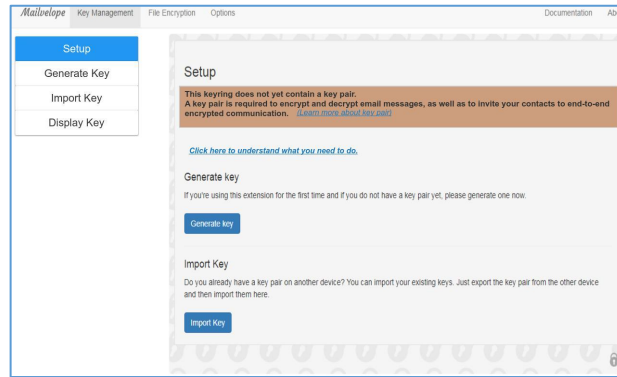 Mailvelope Key Management File Encryption Options Documentation Ab
Setup
Generate Key
Import Key
Display Key
Setup
This keyring does not yet contain a key pair.
A key pair is required to encrypt and decrypt email messages, as well as to invite your contacts to end-to-end
encrypted communication. (Learn more about key pair)
Click here to understand what you need to do.
Generate key
If you're using this extension for the first time and if you do not have a key pair yet, please generate one now.
Generate key
Import Key
Do you already have a key pair on another device? You can import your existing keys. Just export the key pair from the other device
and then import them here.
Import Key